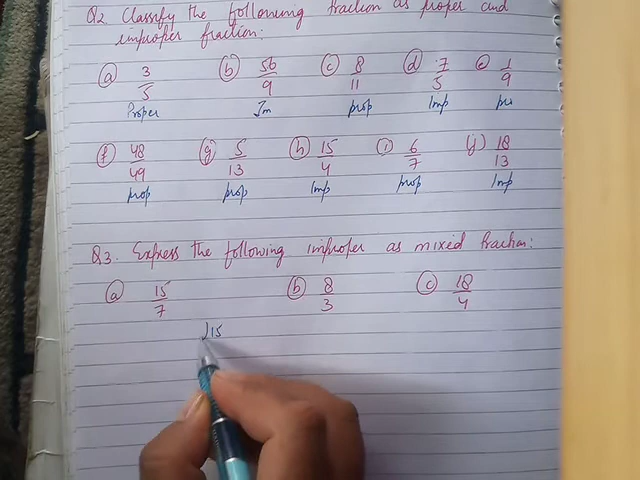 Q2 Classify the following fraction as proper and
improper fraction:
(a) 3/5 (b) 56/9 (c) 8/11 (d) 7/5 (e) 1/9
Proper Im prop Imp pro
(f) 48/49 (g) 5/13 (h) 15/4 (i) 6/7 (j) 18/13
prop prop Imp prop Imp
Q3. Express the following improper as mixed fraction:
(a) 15/7 (b) 8/3 (c) 18/4
)15